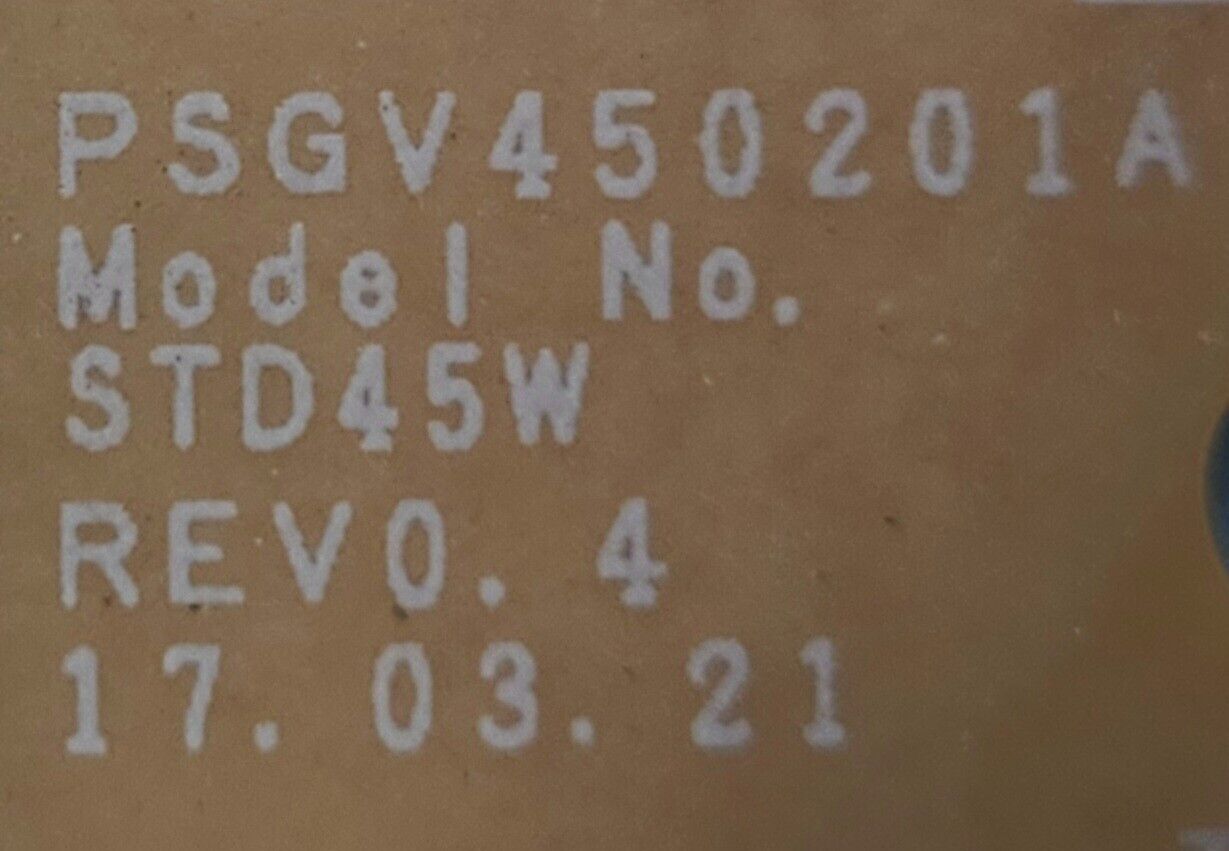 PSGV450201A
Model No.
STD45W
REV0.4
17.03.21